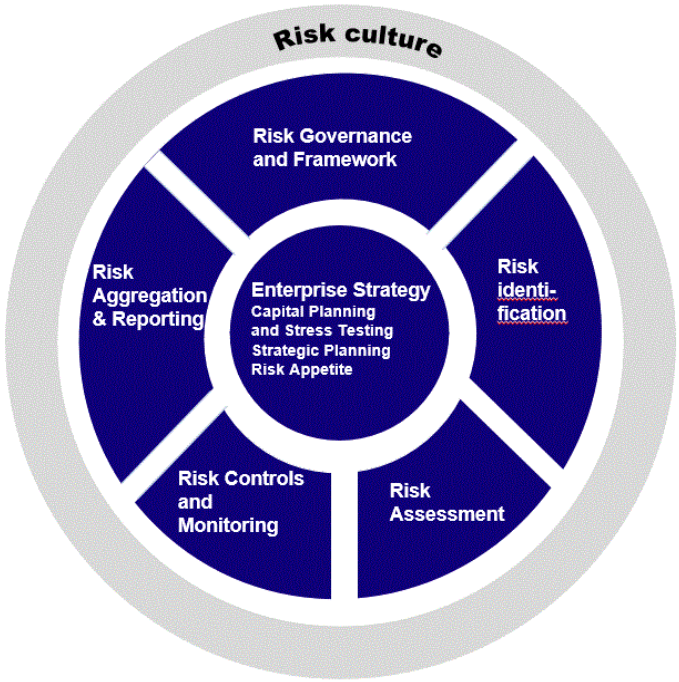 Risk culture
Risk Governance
and Framework
Risk
identi-
fication
Risk
Assessment
Risk Controls
and
Monitoring
Risk
Aggregation
& Reporting
Enterprise Strategy
Capital Planning
and Stress Testing
Strategic Planning
Risk Appetite